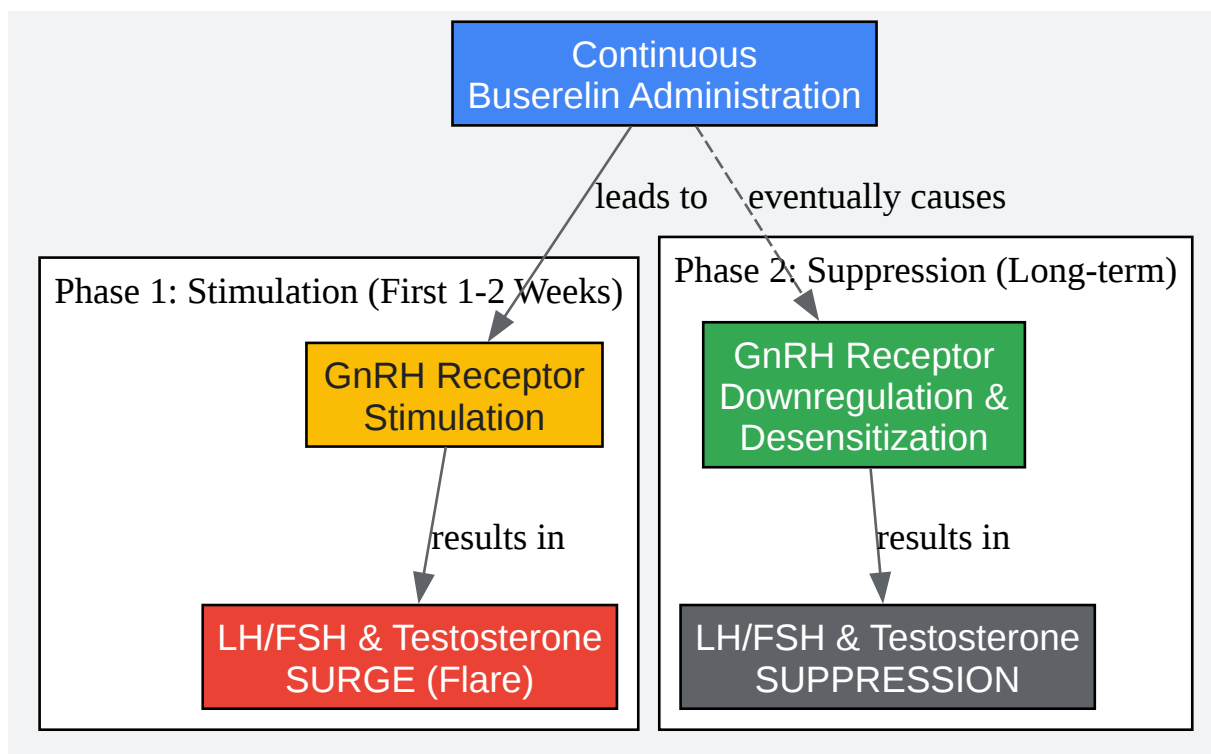 Continuous
Buserelin Administration
leads to
eventually causes
Phase 1: Stimulation (First 1-2 Weeks)
Phase 2: Suppression (Long-term)
GnRH Receptor
Stimulation
GnRH Receptor
Downregulation &
Desensitization
results in
results in
LH/FSH & Testosterone
SURGE (Flare)
LH/FSH & Testosterone
SUPPRESSION